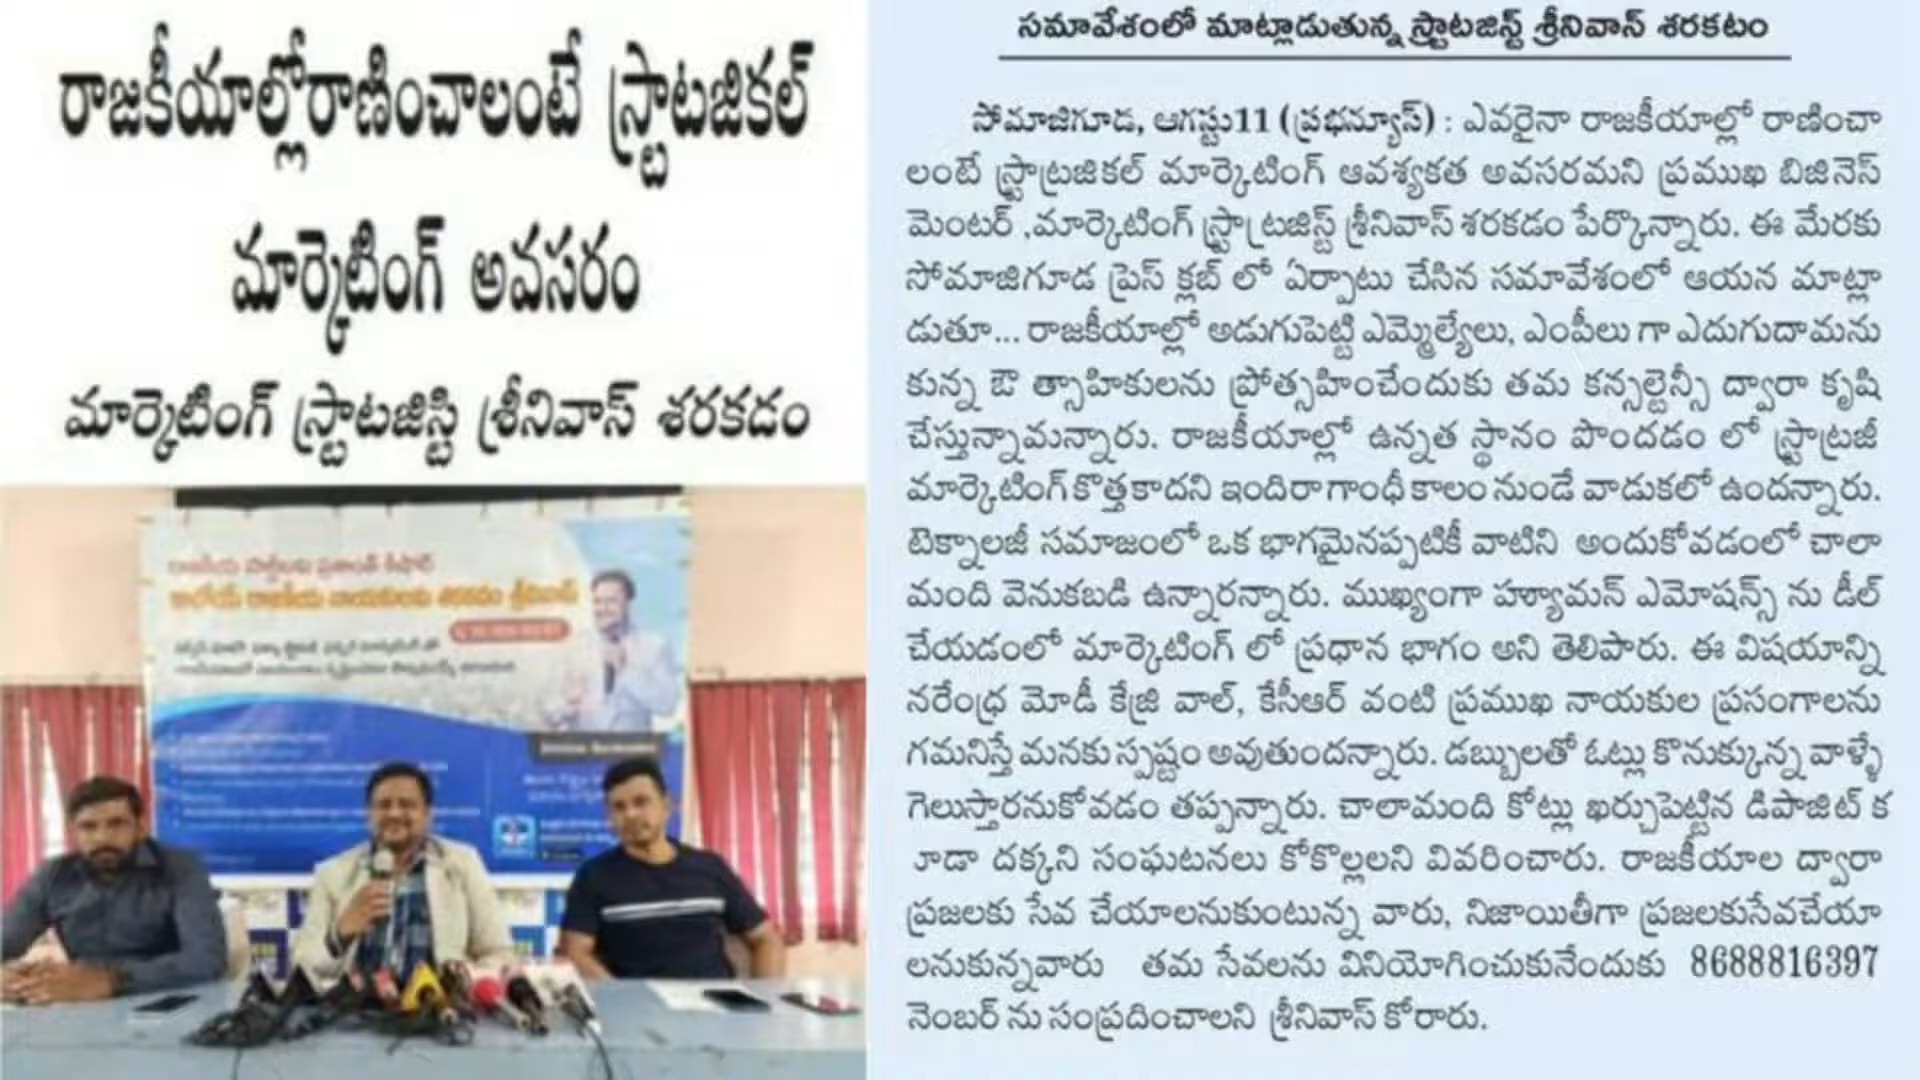 రాజకీయాల్లోరాణించాలంటే స్ట్రాటజికల్
మార్కెటింగ్ అవసరం
మార్కెటింగ్ స్ట్రాటజిస్టి శ్రీనివాస్ శరకడం
సమావేశంలో మాట్లాడుతున్న స్ట్రాటజిస్ట్ శ్రీనివాస్ శరకటం
సోమాజిగూడ, ఆగస్టు11 (ప్రభన్యూస్) : ఎవరైనా రాజకీయాల్లో రాణించా
లంటే స్ట్రాట్రజికల్ మార్కెటింగ్ ఆవశ్యకత అవసరమని ప్రముఖ బిజినెస్
మెంటర్ ,మార్కెటింగ్ స్ట్రాట్రజిస్ట్ శ్రీనివాస్ శరకడం పేర్కొన్నారు. ఈ మేరకు
సోమాజిగూడ ప్రెస్ క్లబ్ లో ఏర్పాటు చేసిన సమావేశంలో ఆయన మాట్లా
డుతూ... రాజకీయాల్లో అడుగుపెట్టి ఎమ్మెల్యేలు, ఎంపీలు గా ఎదుగుదామను
కున్న ఔ త్సాహికులను ప్రోత్సహించేందుకు తమ కన్సల్టెన్సీ ద్వారా కృషి
చేస్తున్నామన్నారు. రాజకీయాల్లో ఉన్నత స్థానం పొందడం లో స్ట్రాట్రజీ
మార్కెటింగ్ కొత్తకాదని ఇందిరా గాంధీ కాలం నుండే వాడుకలో ఉందన్నారు.
టెక్నాలజీ సమాజంలో ఒక భాగమైనప్పటికీ వాటిని అందుకోవడంలో చాలా
మంది వెనుకబడి ఉన్నారన్నారు. ముఖ్యంగా హ్యూమన్ ఎమోషన్స్ ను డీల్
చేయడంలో మార్కెటింగ్ లో ప్రధాన భాగం అని తెలిపారు. ఈ విషయాన్ని
నరేంధ్ర మోడీ కేజ్రి వాల్, కేసీఆర్ వంటి ప్రముఖ నాయకుల ప్రసంగాలను
గమనిస్తే మనకు స్పష్టం అవుతుందన్నారు. డబ్బులతో ఓట్లు కొనుక్కున్న వాళ్ళే
గెలుస్తారనుకోవడం తప్పన్నారు. చాలామంది కోట్లు ఖర్చుపెట్టిన డిపాజిట్ క
ూడా దక్కని సంఘటనలు కోకొల్లలని వివరించారు. రాజకీయాల ద్వారా
ప్రజలకు సేవ చేయాలనుకుంటున్న వారు, నిజాయితీగా ప్రజలకుసేవచేయా
లనుకున్నవారు తమ సేవలను వినియోగించుకునేందుకు 8688816397
నెంబర్ ను సంప్రదించాలని శ్రీనివాస్ కోరారు.